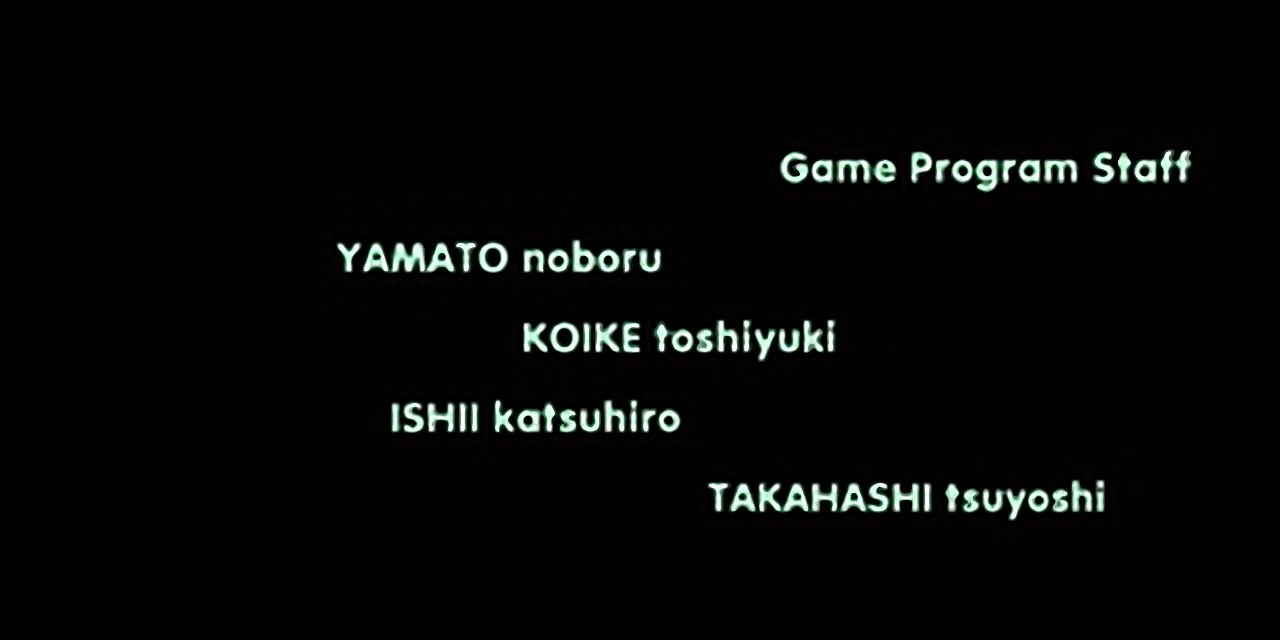 Game Program Staff
YAMATO noboru
KOIKE toshiyuki
ISHII katsuhiro
TAKAHASHI tsuyoshi